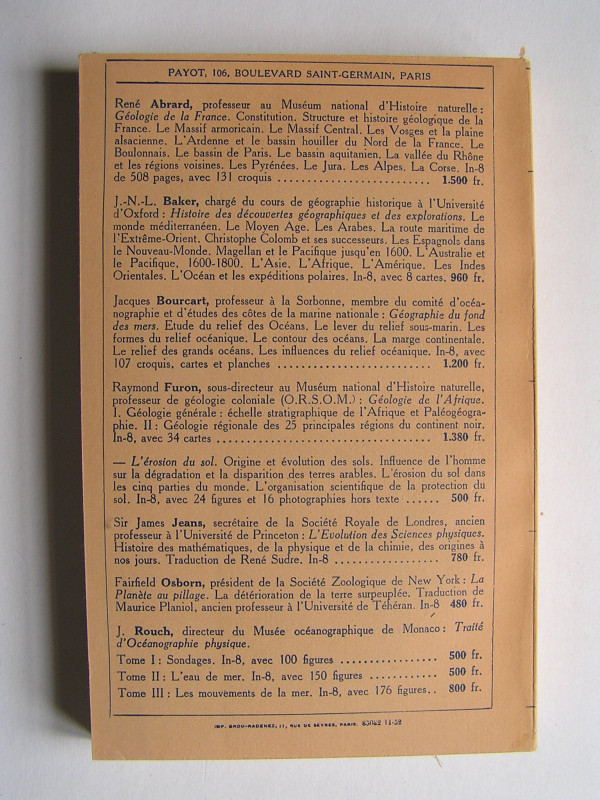 PAYOT, 106, BOULEVARD SAINT-GERMAIN, PARIS
René Abrard, professeur au Muséum national d'Histoire naturelle :
Géologie de la France. Constitution. Structure et histoire géologique de la
France. Le Massif armoricain. Le Massif Central. Les Vosges et la plaine
alsacienne. L'Ardenne et le bassin houiller du Nord de la France. Le
Boulonnais. Le bassin de Paris. Le bassin aquitanien. La vallée du Rhône
et les régions voisines. Les Pyrénées. Le Jura. Les Alpes. La Corse. In-8
de 508 pages, avec 131 croquis .......................... 1.500 fr.
J.-N.-L. Baker, chargé du cours de géographie historique à l'Université
d'Oxford : Histoire des découvertes géographiques et des explorations. Le
monde méditerranéen. Le Moyen Age. Les Arabes. La route maritime de
l'Extrême-Orient. Christophe Colomb et ses successeurs. Les Espagnols dans
le Nouveau-Monde. Magellan et le Pacifique jusqu'en 1600. L'Australie et
le Pacifique, 1600-1800. L'Asie. L'Afrique. L'Amérique. Les Indes
Orientales. L'Océan et les expéditions polaires. In-8, avec 8 cartes. 960 fr.
Jacques Bourcart, professeur à la Sorbonne, membre du comité d'océa-
nographie et d'études des côtes de la marine nationale : Géographie du fond
des mers. Etude du relief des Océans. Le lever du relief sous-marin. Les
formes du relief océanique. Le contour des océans. La marge continentale.
Le relief des grands océans. Les influences du relief océanique. In-8, avec
107 croquis, cartes et planches ........................ 1.200 fr.
Raymond Furon, sous-directeur au Muséum national d'Histoire naturelle,
professeur de géologie coloniale (O.R.S.O.M.) : Géologie de l'Afrique.
I. Géologie générale : échelle stratigraphique de l'Afrique et Paléogéogra-
phie. II : Géologie régionale des 25 principales régions du continent noir.
In-8, avec 34 cartes .................................. 1.380 fr.
— L'érosion du sol. Origine et évolution des sols. Influence de l'homme
sur la dégradation et la disparition des terres arables. L'érosion du sol dans
les cinq parties du monde. L'organisation scientifique de la protection du
sol. In-8, avec 24 figures et 16 photographies hors texte ...... 500 fr.
Sir James Jeans, secrétaire de la Société Royale de Londres, ancien
professeur à l'Université de Princeton : L'Evolution des Sciences physiques.
Histoire des mathématiques, de la physique et de la chimie, des origines à
nos jours. Traduction de René Sudre. In-8 ................... 780 fr.
Fairfield Osborn, président de la Société Zoologique de New York : La
Planète au pillage. La détérioration de la terre surpeuplée. Traduction de
Maurice Planiol, ancien professeur à l'Université de Téhéran. In-8 480 fr.
J. Rouch, directeur du Musée océanographique de Monaco : Traité
d'Océanographie physique.
Tome I : Sondages. In-8, avec 100 figures ................ 500 fr.
Tome II : L'eau de mer. In-8, avec 150 figures ............ 500 fr.
Tome III : Les mouvements de la mer. In-8, avec 176 figures.. 800 fr.
IMP. BROU-RADENEZ, 11, RUE DE SÈVRES, PARIS. 85022 11-52